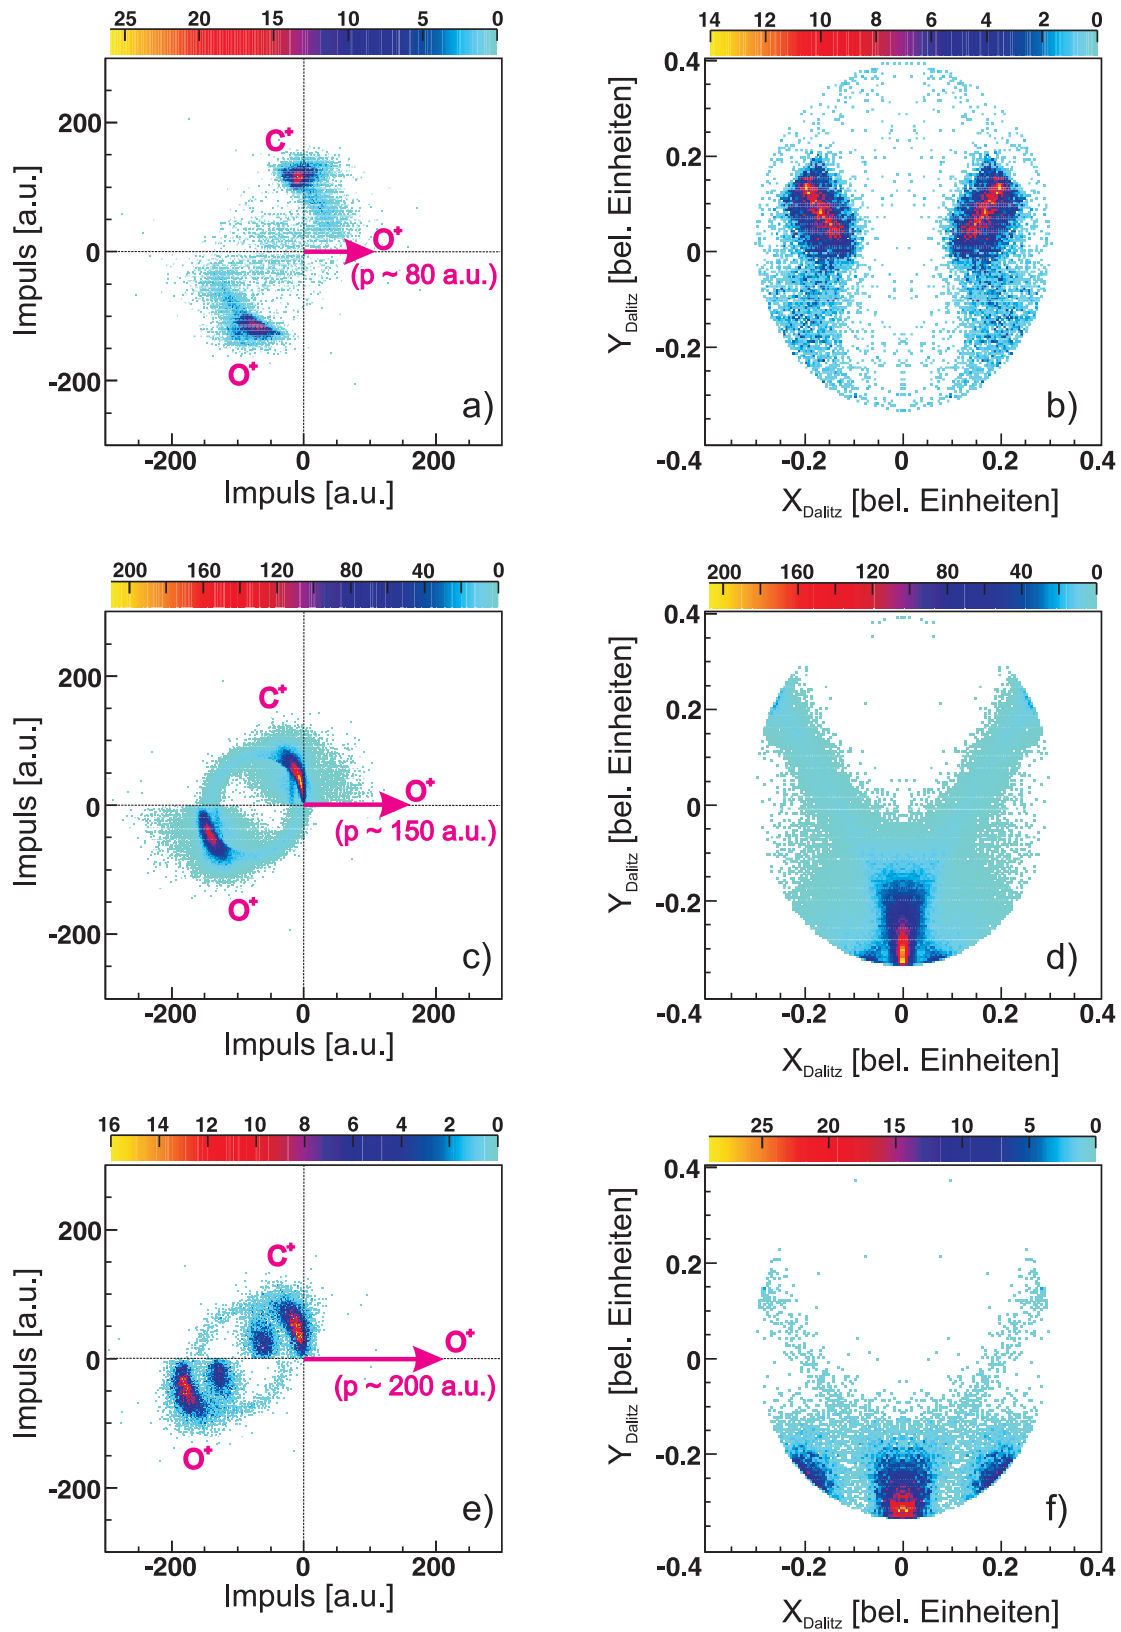 25 20 15 10 5 0
200
0
-200
Impuls [a.u.]
C⁺
O⁺
(p ~ 80 a.u.)
O⁺
a)
-200 0 200
Impuls [a.u.]
14 12 10 8 6 4 2 0
0.4
0.2
0
-0.2
-0.4
Y Dalitz [bel. Einheiten]
b)
-0.2 0 0.2 0.4
X Dalitz [bel. Einheiten]
200 160 120 80 40 0
200
0
-200
Impuls [a.u.]
C⁺
O⁺
(p ~ 150 a.u.)
O⁺
c)
-200 0 200
Impuls [a.u.]
200 160 120 80 40 0
0.4
0.2
0
-0.2
-0.4
Y Dalitz [bel. Einheiten]
d)
-0.2 0 0.2 0.4
X Dalitz [bel. Einheiten]
16 14 12 10 8 6 4 2 0
200
0
-200
Impuls [a.u.]
C⁺
O⁺
(p ~ 200 a.u.)
O⁺
e)
-200 0 200
Impuls [a.u.]
25 20 15 10 5 0
0.4
0.2
0
-0.2
-0.4
Y Dalitz [bel. Einheiten]
f)
-0.2 0 0.2 0.4
X Dalitz [bel. Einheiten]